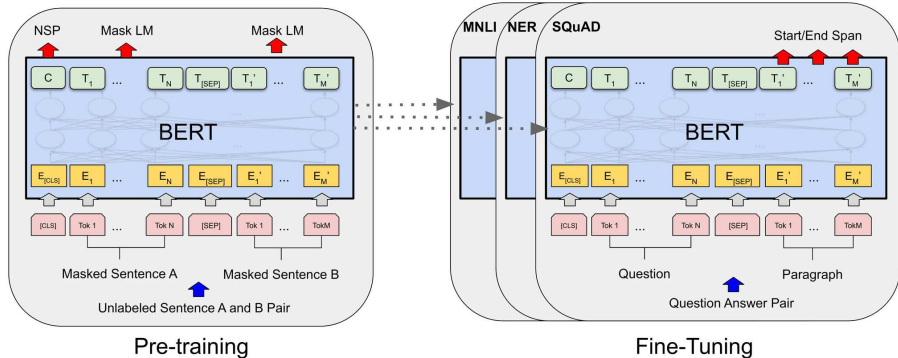 NSP Mask LM Mask LM
C T1 ... TN T[SEP] T1' ... TM'
BERT
E[CLS] E1 ... EN E[SEP] E1' ... EM'
[CLS] Tok 1 ... Tok N [SEP] Tok 1 ... TokM
Masked Sentence A Masked Sentence B
Unlabeled Sentence A and B Pair
Pre-training
MNLI NER SQuAD
Start/End Span
C T1 ... TN T[SEP] T1' ... TM'
BERT
E[CLS] E1 ... EN E[SEP] E1' ... EM'
[CLS] Tok 1 ... Tok N [SEP] Tok 1 ... TokM
Question Paragraph
Question Answer Pair
Fine-Tuning